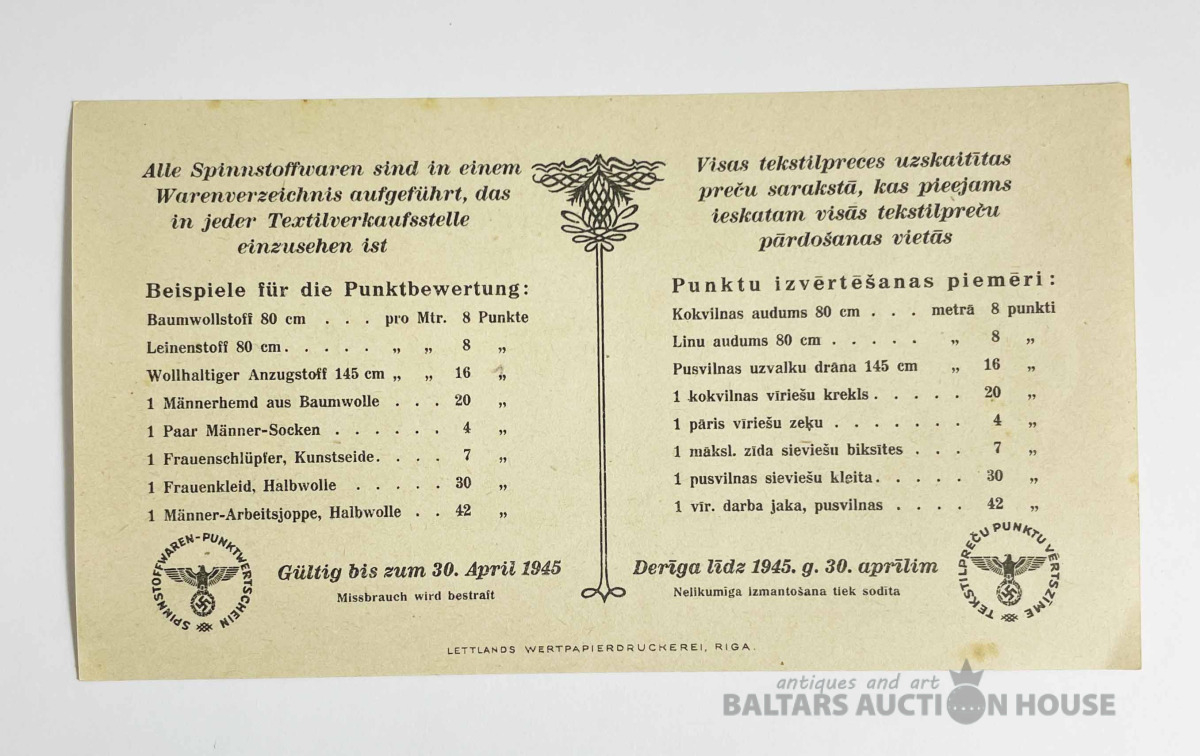 Alle Spinnstoffwaren sind in einem
Warenverzeichnis aufgeführt, das
in jeder Textilverkaufsstelle
einzusehen ist
Beispiele für die Punktbewertung:
Baumwollstoff 80 cm . . . pro Mtr. 8 Punkte
Leinenstoff 80 cm. . . . . . „ „ 8 „
Wollhaltiger Anzugstoff 145 cm „ „ 16 „
1 Männerhemd aus Baumwolle . . . 20 „
1 Paar Männer-Socken . . . . . . 4 „
1 Frauenschlüpfer, Kunstseide. . . . 7 „
1 Frauenkleid, Halbwolle . . . . . 30 „
1 Männer-Arbeitsjoppe, Halbwolle . . 42 „
SPINNSTOFFWAREN-PUNKTWERTSCHEIN
Gültig bis zum 30. April 1945
Missbrauch wird bestraft
Visas tekstilpreces uzskaitītas
preču sarakstā, kas pieejams
ieskatam visās tekstilpreču
pārdošanas vietās
Punktu izvērtēšanas piemēri:
Kokvilnas audums 80 cm . . . metrā 8 punkti
Linu audums 80 cm . . . . . „ 8 „
Pusvilnas uzvalku drāna 145 cm „ 16 „
1 kokvilnas vīriešu krekls. . . . . 20 „
1 pāris vīriešu zeķu . . . . . . . 4 „
1 māksl. zīda sieviešu biksītes . . . 7 „
1 pusvilnas sieviešu kleita. . . . . 30 „
1 vīr. darba jaka, pusvilnas . . . . 42 „
Derīga līdz 1945. g. 30. aprīlim
Nelikumīga izmantošana tiek sodīta
TEKSTILPREČU PUNKTU VĒRTSZĪME
LETTLANDS WERTPAPIERDRUCKEREI, RIGA.
antiques and art
BALTARS AUCTION HOUSE